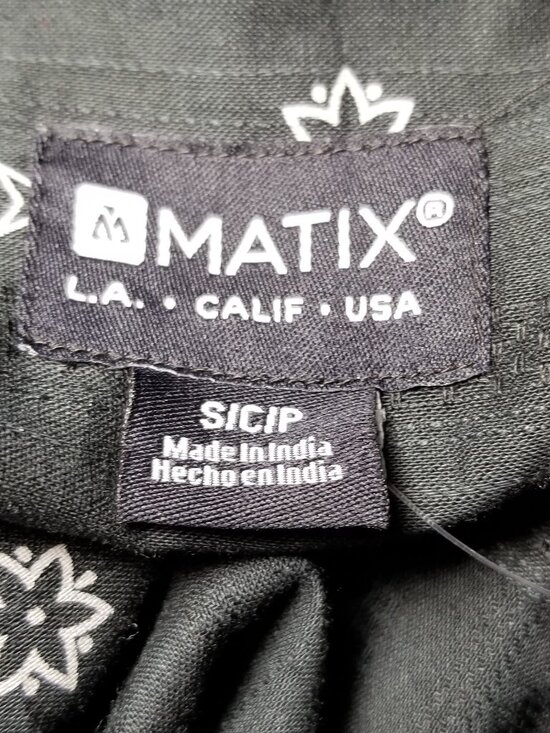 MATIX®
L.A. • CALIF • USA
S/C/P
Made In India
Hecho en India